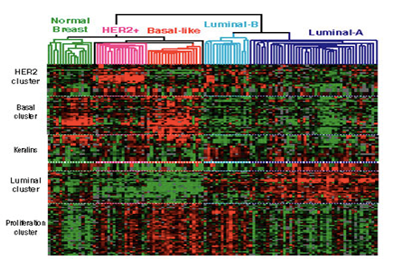 Normal
Breast
HER2+
Basal-like
Luminal-B
Luminal-A
HER2
cluster
Basal
cluster
Keratins
Luminal
cluster
Proliferation
cluster